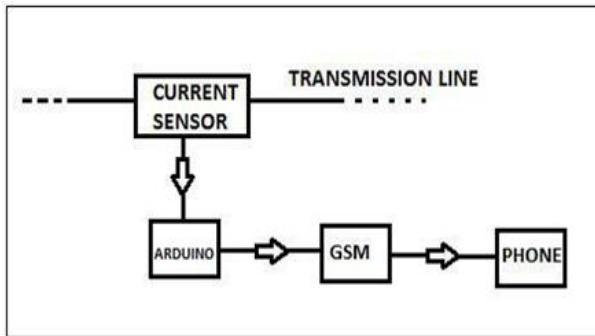 TRANSMISSION LINE
CURRENT
SENSOR
ARDUINO
GSM
PHONE